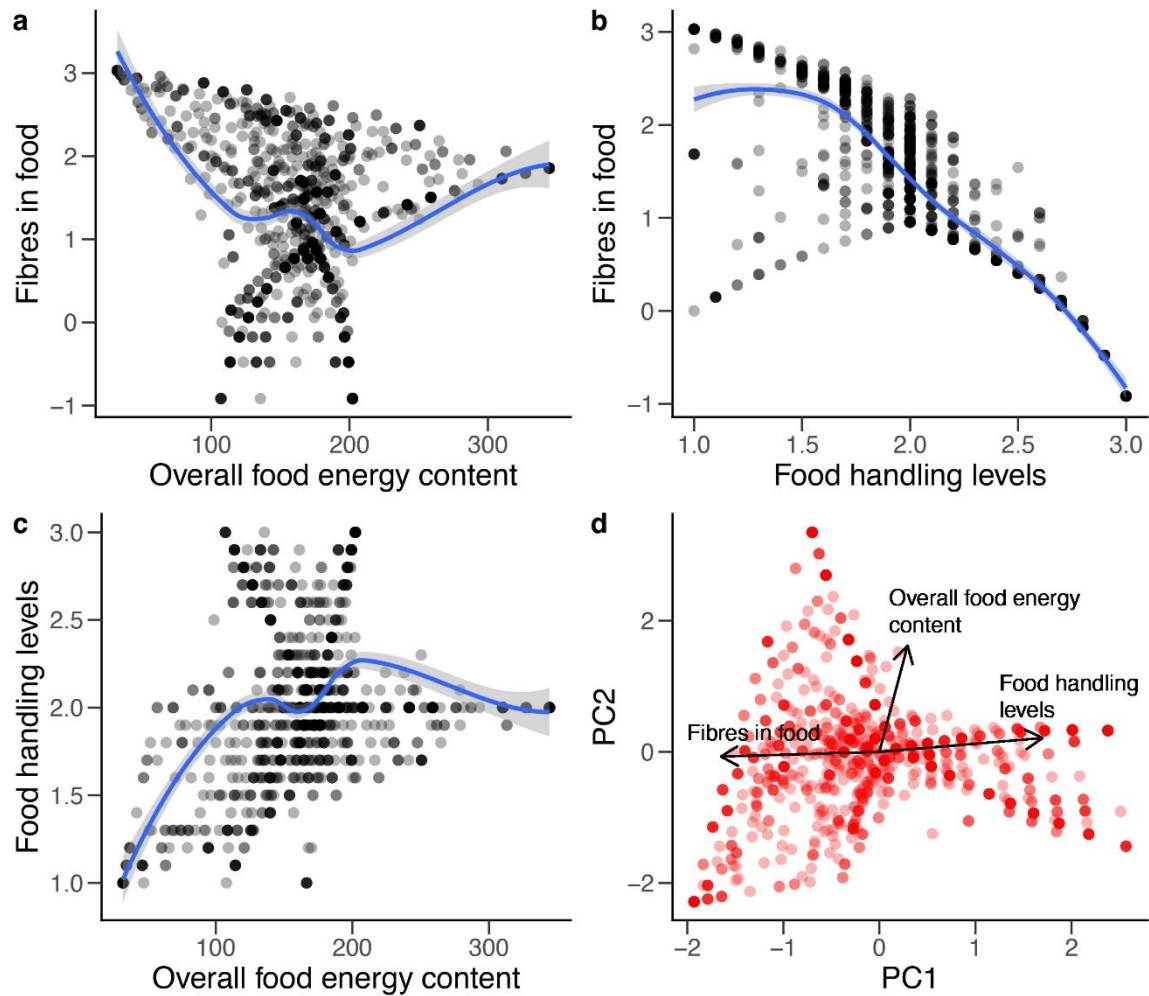 a
Fibres in food
3
2
1
0
−1
100
200
300
Overall food energy content
b
Fibres in food
3
2
1
0
−1
1.0
1.5
2.0
2.5
3.0
Food handling levels
c
Food handling levels
3.0
2.5
2.0
1.5
1.0
100
200
300
Overall food energy content
d
PC2
2
0
−2
Overall food energy
content
Food handling
levels
Fibres in food
−2
−1
0
1
2
PC1